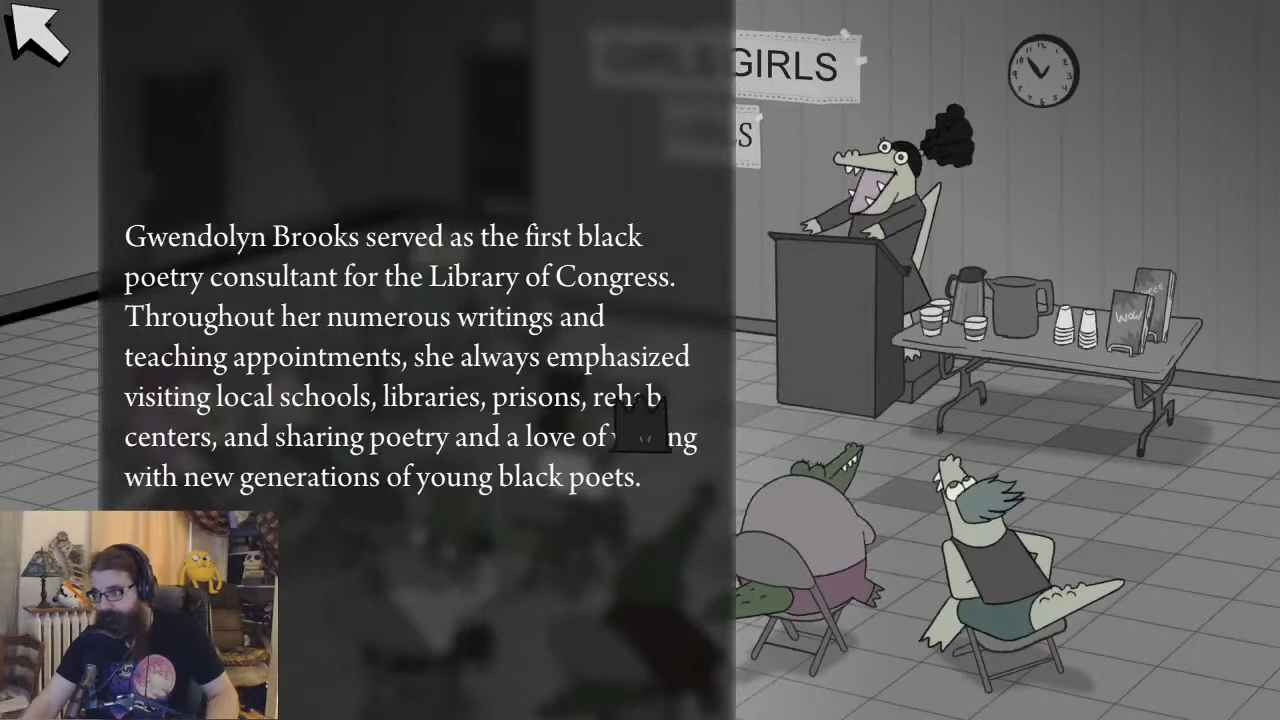 GIRLS
S
Gwendolyn Brooks served as the first black
poetry consultant for the Library of Congress.
Throughout her numerous writings and
teaching appointments, she always emphasized
visiting local schools, libraries, prisons, rehab
centers, and sharing poetry and a love of
with new generations of young black poets.
Wow